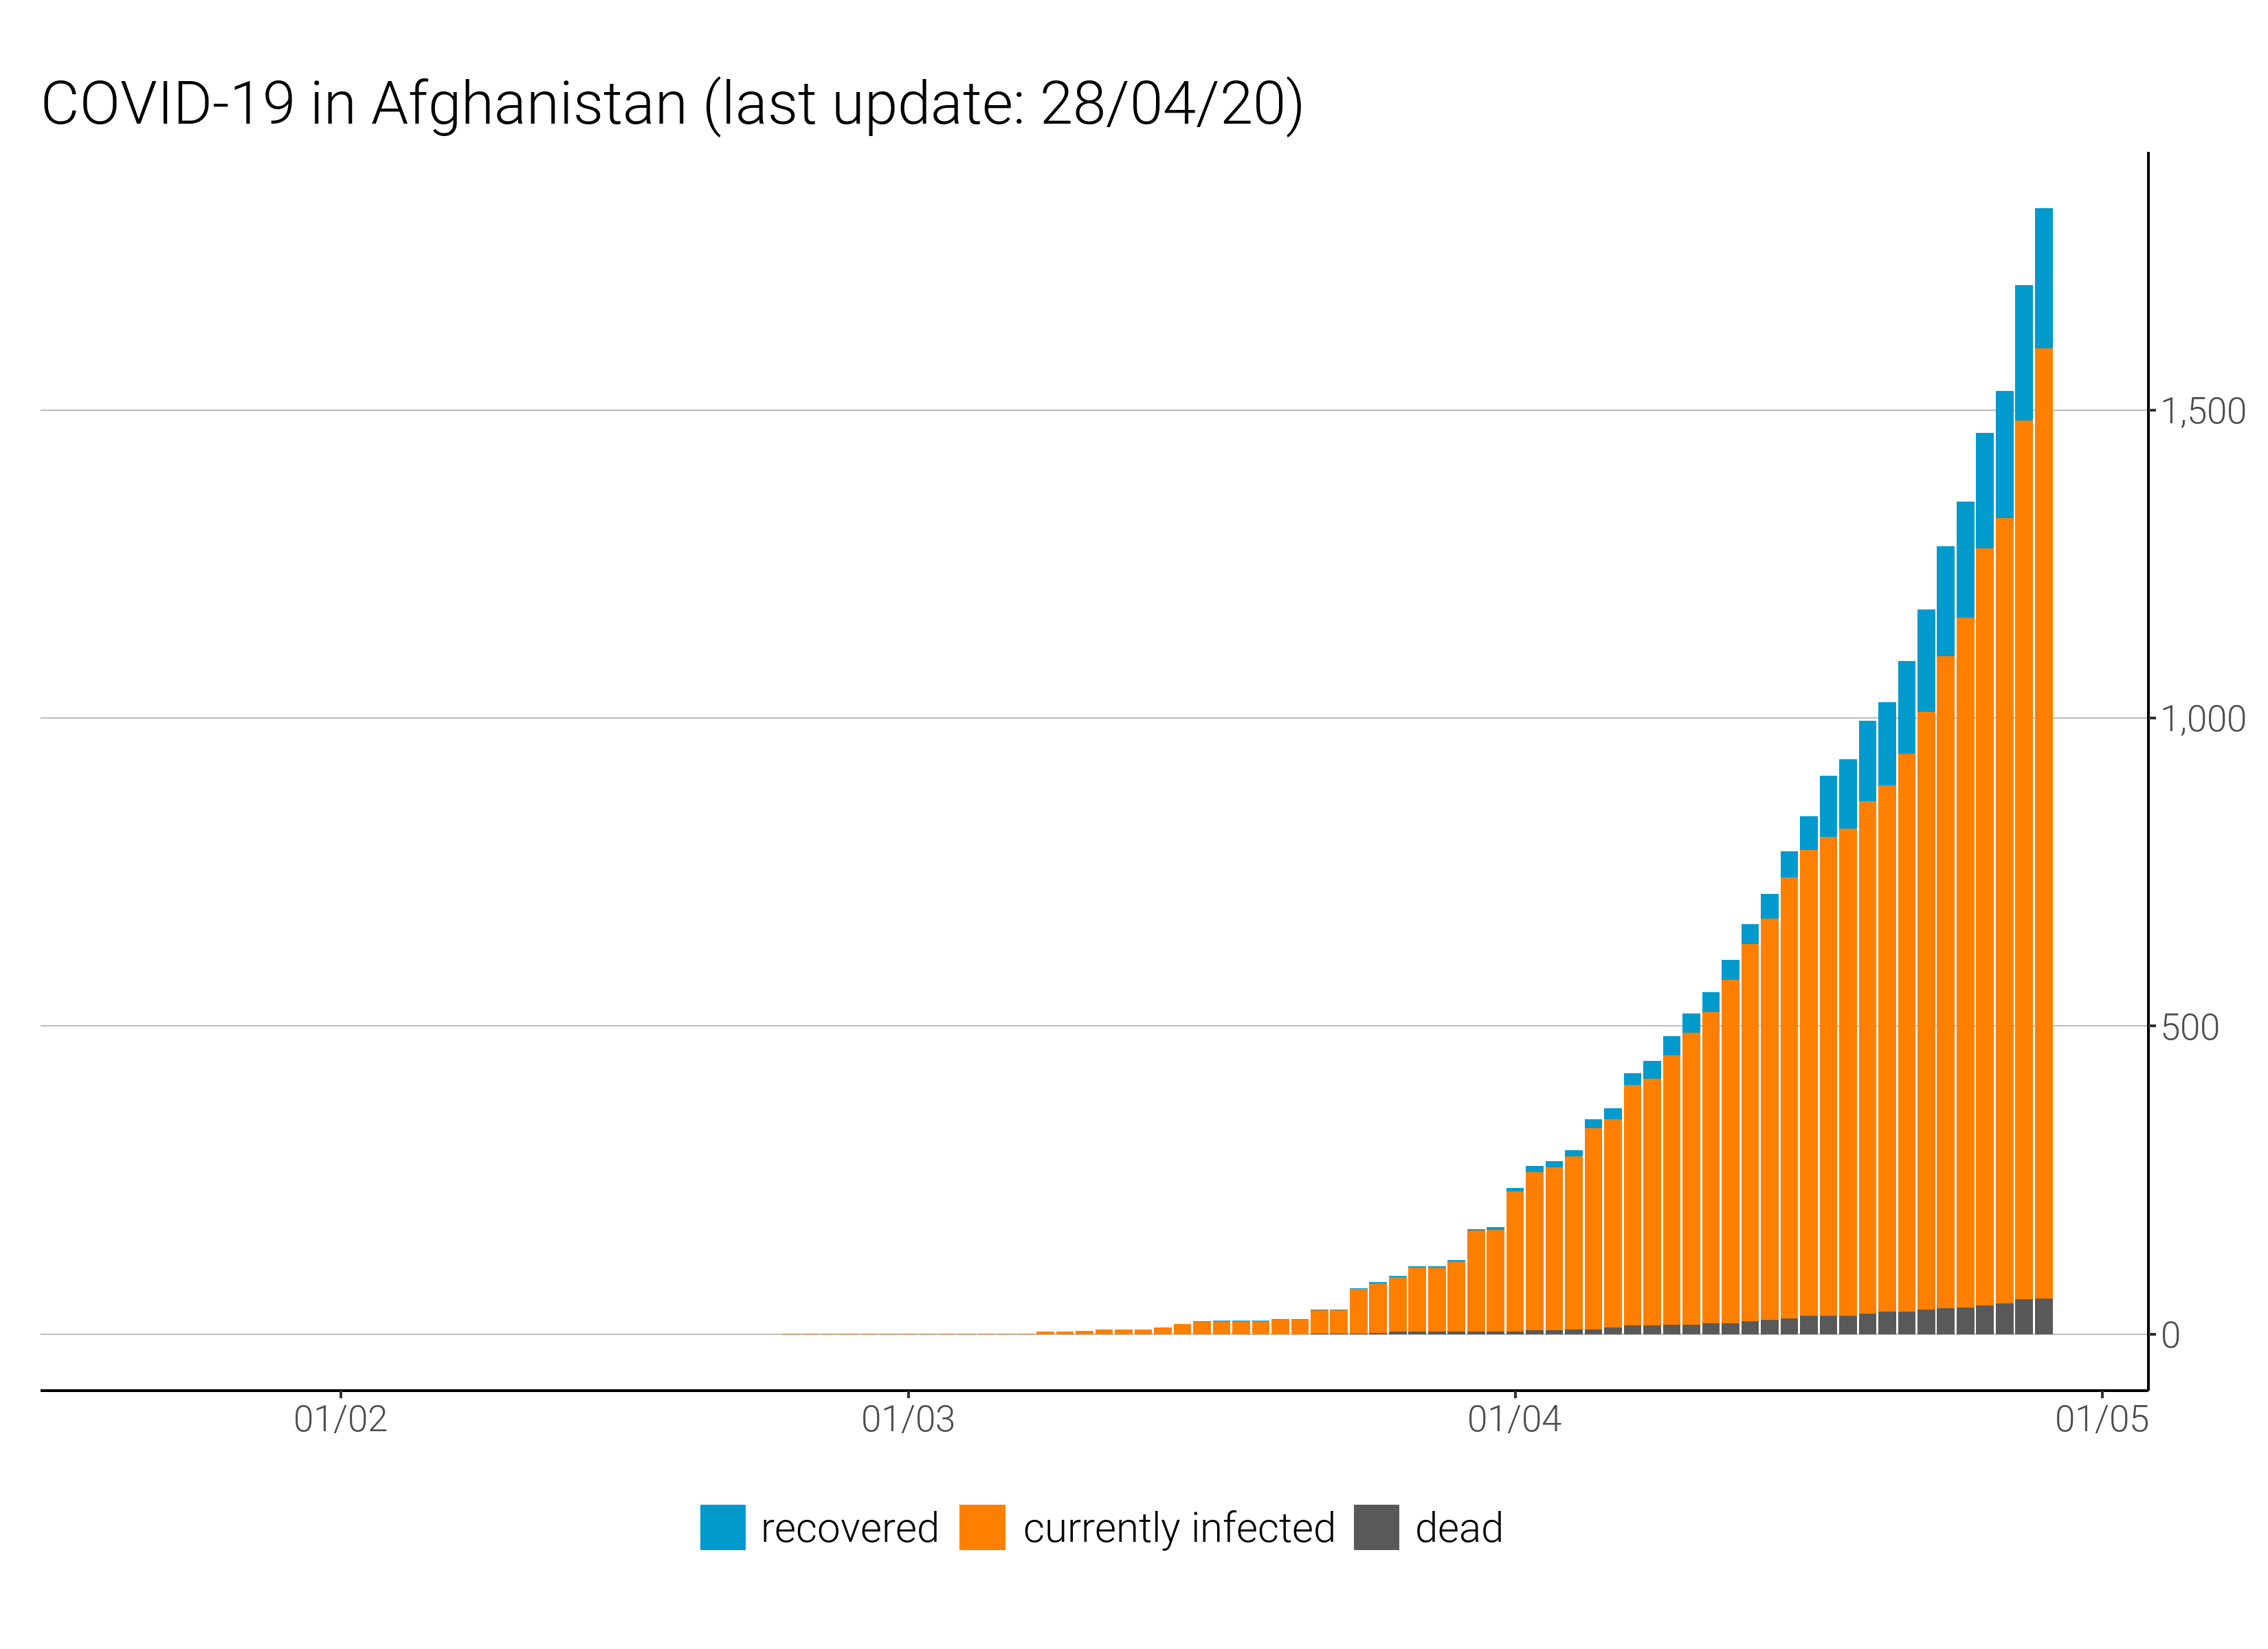 COVID-19 in Afghanistan (last update: 28/04/20)
1,500
1,000
500
0
01/02 01/03 01/04 01/05
recovered currently infected dead